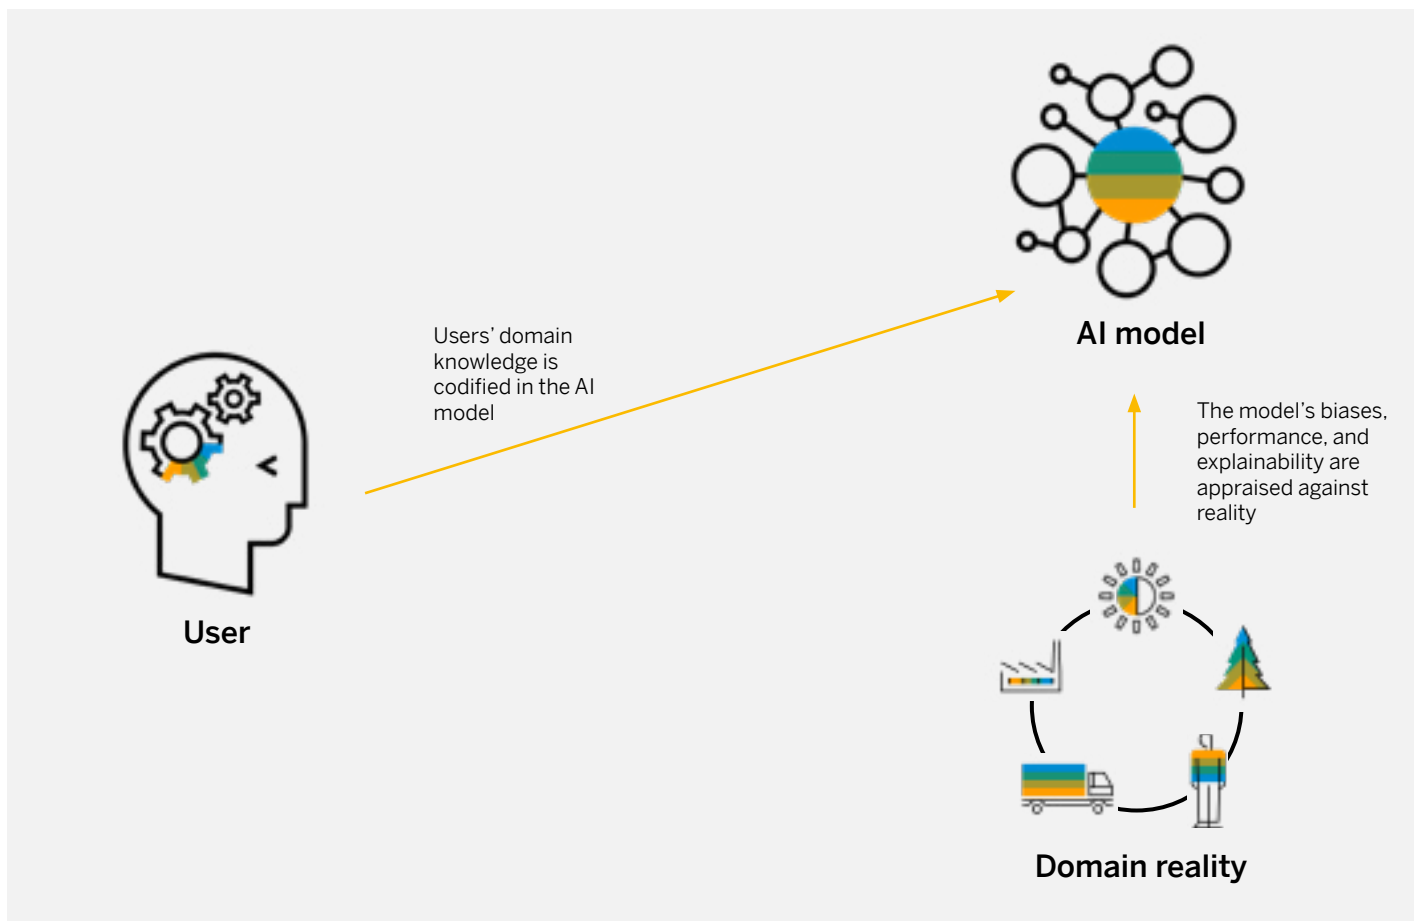 Users’ domain
knowledge is
codified in the AI
model
AI model
The model’s biases,
performance, and
explainability are
appraised against
reality
User
Domain reality